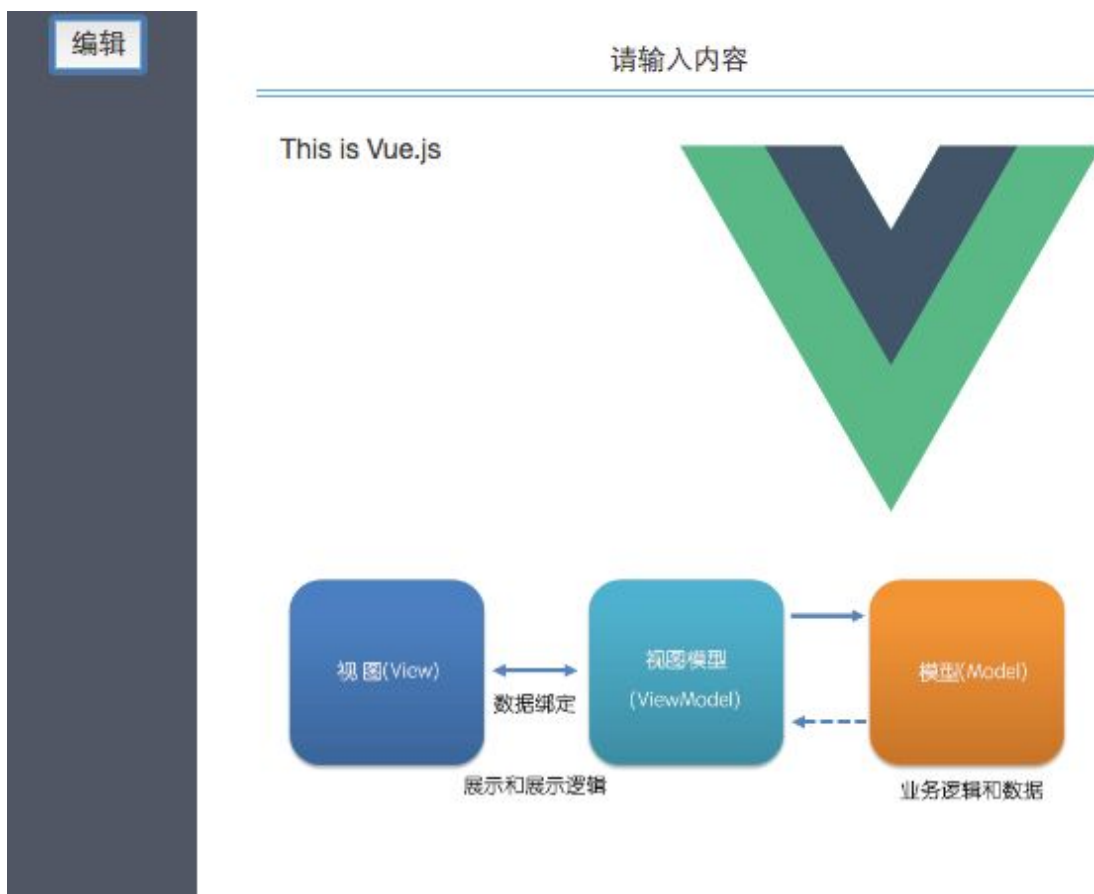 编辑
请输入内容
This is Vue.js
视 图(View)
数据绑定
视图模型
(ViewModel)
模型(Model)
展示和展示逻辑
业务逻辑和数据